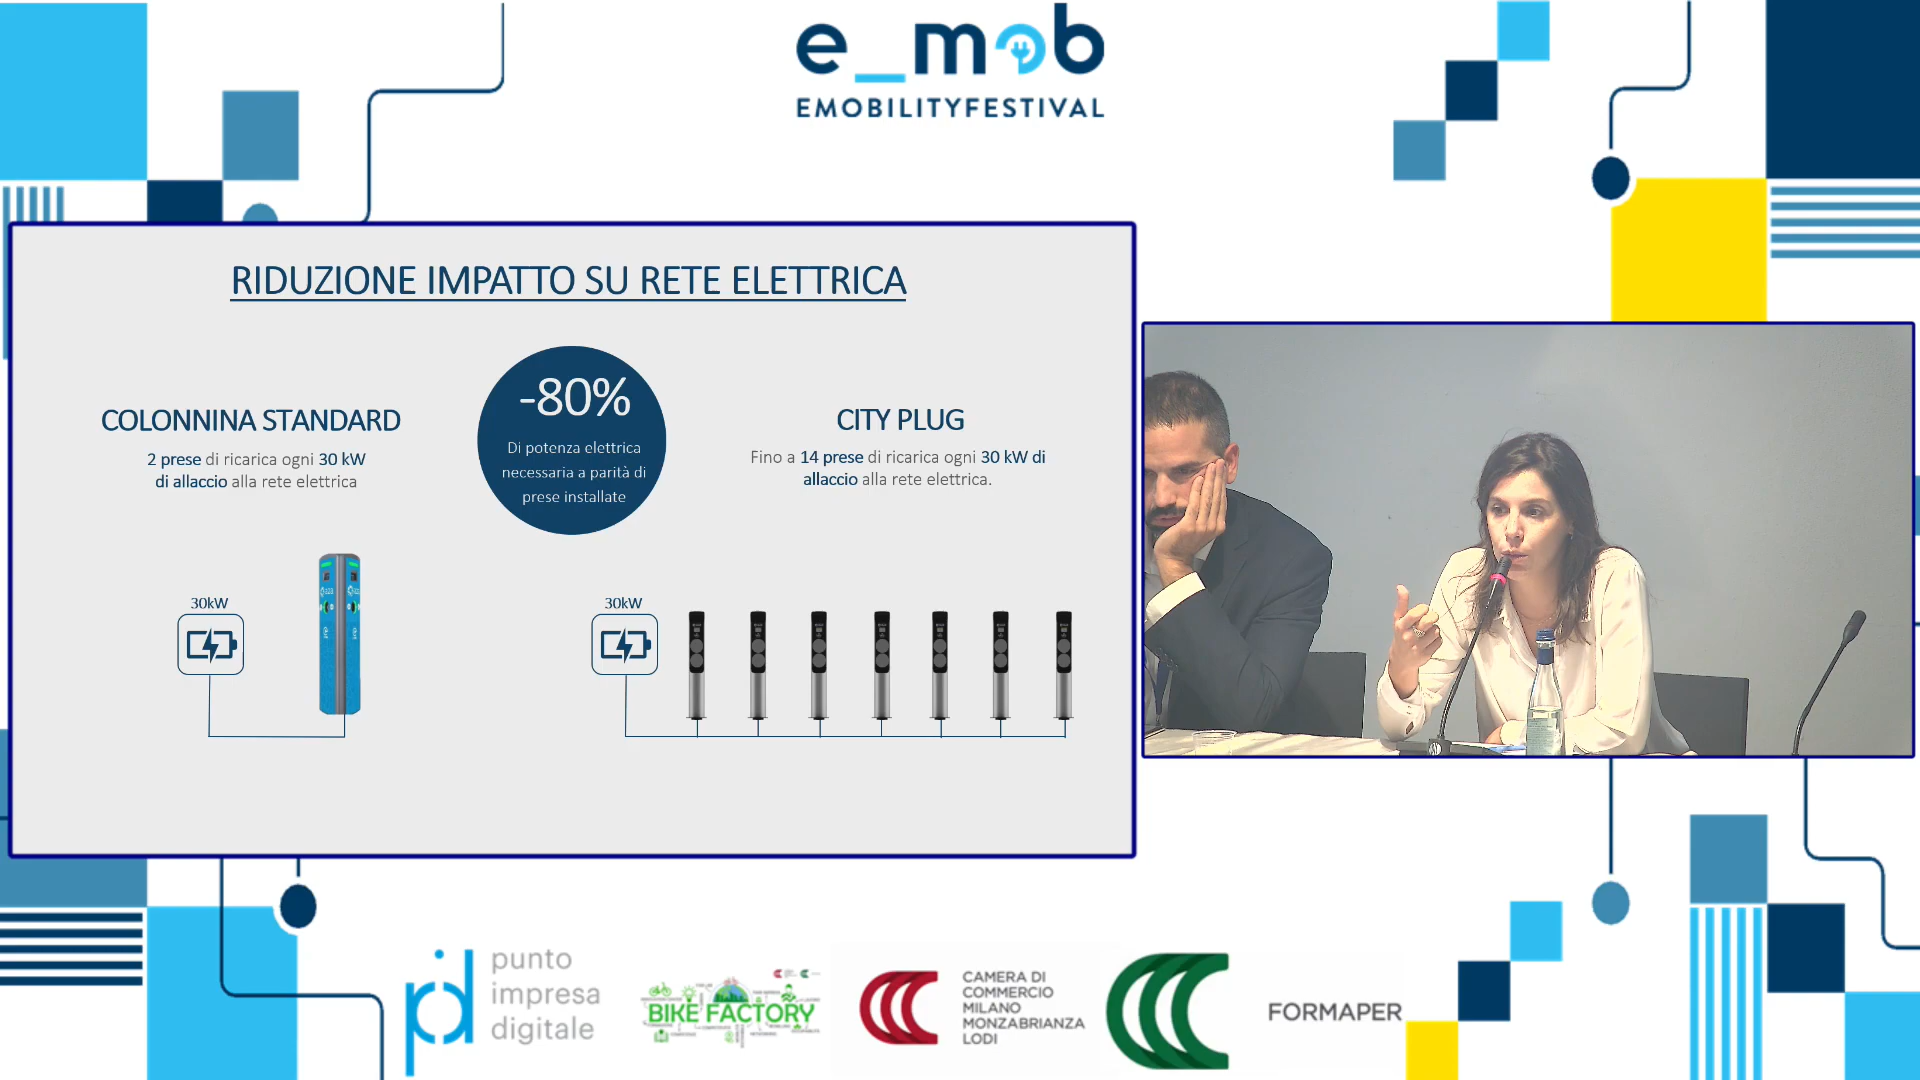 e_mob
EMOBILITYFESTIVAL
RIDUZIONE IMPATTO SU RETE ELETTRICA
COLONNINA STANDARD
2 prese di ricarica ogni 30 kW
di allaccio alla rete elettrica
-80%
Di potenza elettrica
necessaria a parità di
prese installate
CITY PLUG
Fino a 14 prese di ricarica ogni 30 kW di
allaccio alla rete elettrica.
30kW
30kW
punto
impresa
digitale
BIKE FACTORY
CAMERA DI
COMMERCIO
MILANO
MONZABRIANZA
LODI
FORMAPER